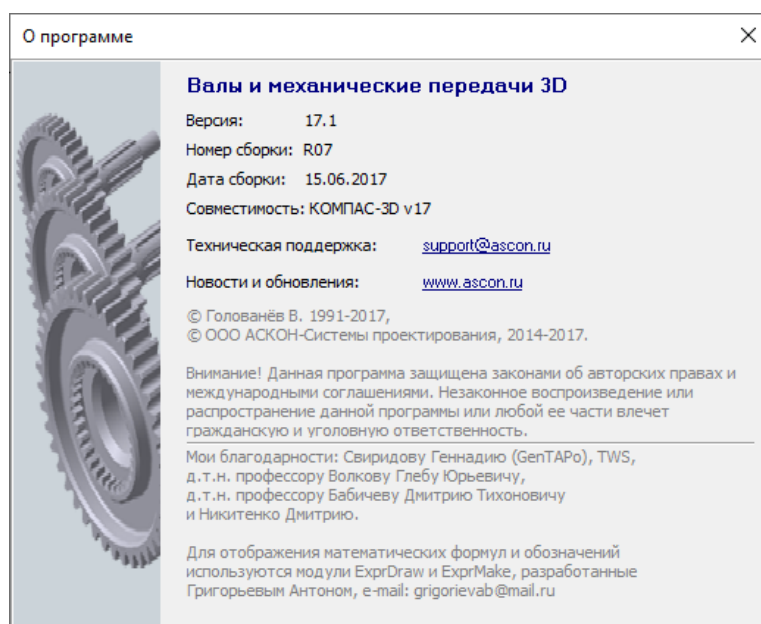 О программе
Валы и механические передачи 3D
Версия: 17.1
Номер сборки: R07
Дата сборки: 15.06.2017
Совместимость: КОМПАС-3D v17
Техническая поддержка: support@ascon.ru
Новости и обновления: www.ascon.ru
© Голованёв В. 1991-2017,
© ООО АСКОН-Системы проектирования, 2014-2017.
Внимание! Данная программа защищена законами об авторских правах и
международными соглашениями. Незаконное воспроизведение или
распространение данной программы или любой ее части влечет
гражданскую и уголовную ответственность.
Мои благодарности: Свиридову Геннадию (GenTAPo), TWS,
д.т.н. профессору Волкову Глебу Юрьевичу,
д.т.н. профессору Бабичеву Дмитрию Тихоновичу
и Никитенко Дмитрию.
Для отображения математических формул и обозначений
используются модули ExprDraw и ExprMake, разработанные
Григорьевым Антоном, e-mail: grigorievab@mail.ru